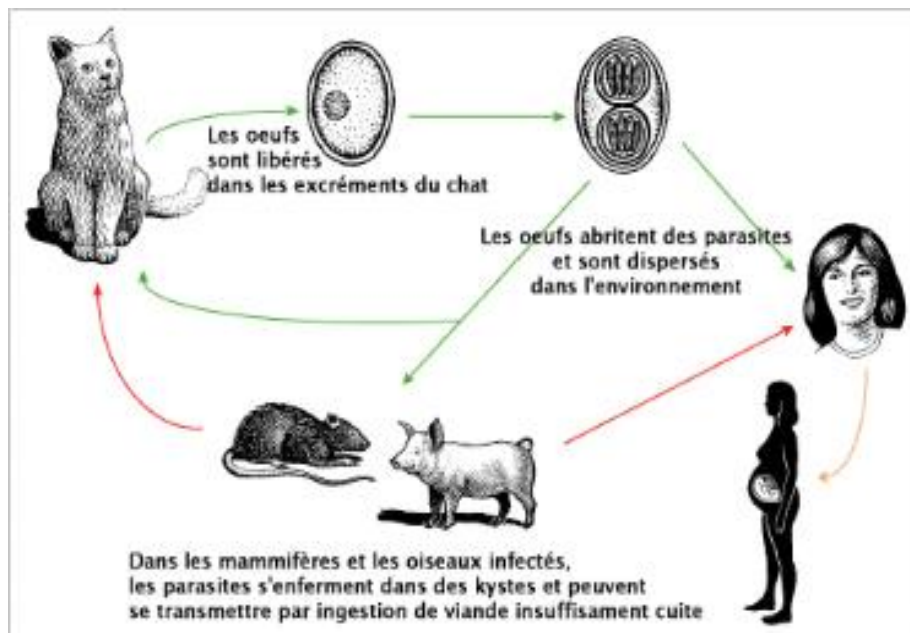 Les oeufs
sont libérés
dans les excréments du chat
Les oeufs abritent des parasites
et sont dispersés
dans l'environnement
Dans les mammifères et les oiseaux infectés,
les parasites s'enferment dans des kystes et peuvent
se transmettre par ingestion de viande insuffisament cuite